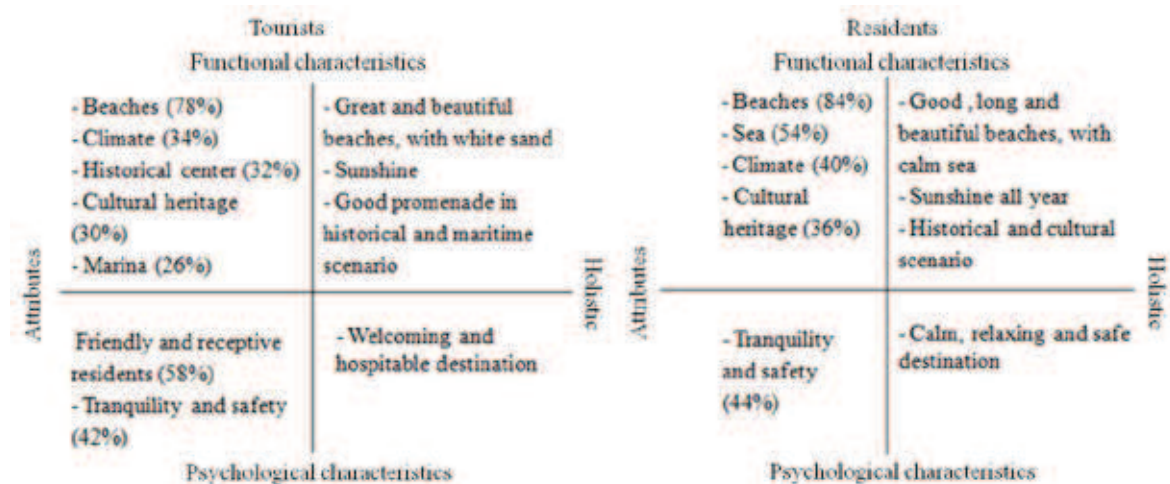 Tourists
Functional characteristics
- Beaches (78%)
- Climate (34%)
- Historical center (32%)
- Cultural heritage
(30%)
- Marina (26%)
- Great and beautiful
beaches, with white sand
- Sunshine
- Good promenade in
historical and maritime
scenario
Attributes
Holistic
Friendly and receptive
residents (58%)
- Tranquility and safety
(42%)
- Welcoming and
hospitable destination
Psychological characteristics
Residents
Functional characteristics
- Beaches (84%)
- Sea (54%)
- Climate (40%)
- Cultural
heritage (36%)
- Good , long and
beautiful beaches, with
calm sea
- Sunshine all year
- Historical and cultural
scenario
Attributes
Holistic
- Tranquility
and safety
(44%)
- Calm, relaxing and safe
destination
Psychological characteristics